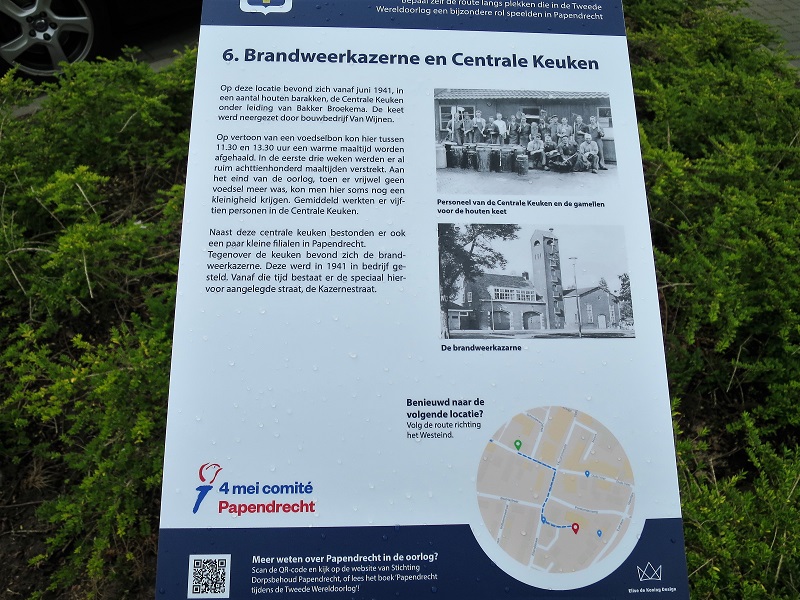 bepaal zelf de route langs plekken die in de Tweede
Wereldoorlog een bijzondere rol speelden in Papendrecht
6. Brandweerkazerne en Centrale Keuken
Op deze locatie bevond zich vanaf juni 1941, in
een aantal houten barakken, de Centrale Keuken
onder leiding van Bakker Broekema. De keet
werd neergezet door bouwbedrijf Van Wijnen.
Op vertoon van een voedselbon kon hier tussen
11.30 en 13.30 uur een warme maaltijd worden
afgehaald. In de eerste drie weken werden er al
ruim achttienhonderd maaltijden verstrekt. Aan
het eind van de oorlog, toen er vrijwel geen
voedsel meer was, kon men hier soms nog een
kleinigheid krijgen. Gemiddeld werkten er vijf-
tien personen in de Centrale Keuken.
Naast deze centrale keuken bestonden er ook
een paar kleine filialen in Papendrecht.
Tegenover de keuken bevond zich de brand-
weerkazerne. Deze werd in 1941 in bedrijf ge-
steld. Vanaf die tijd bestaat er de speciaal hier-
voor aangelegde straat, de Kazernestraat.
Personeel van de Centrale Keuken en de gamellen
voor de houten keet
De brandweerkazarne
Benieuwd naar de
volgende locatie?
Volg de route richting
het Westeind.
4 mei comité
Papendrecht
Meer weten over Papendrecht in de oorlog?
Scan de QR-code en kijk op de website van Stichting
Dorpsbehoud Papendrecht, of lees het boek 'Papendrecht
tijdens de Tweede Wereldoorlog'!
Elise de Koning Design